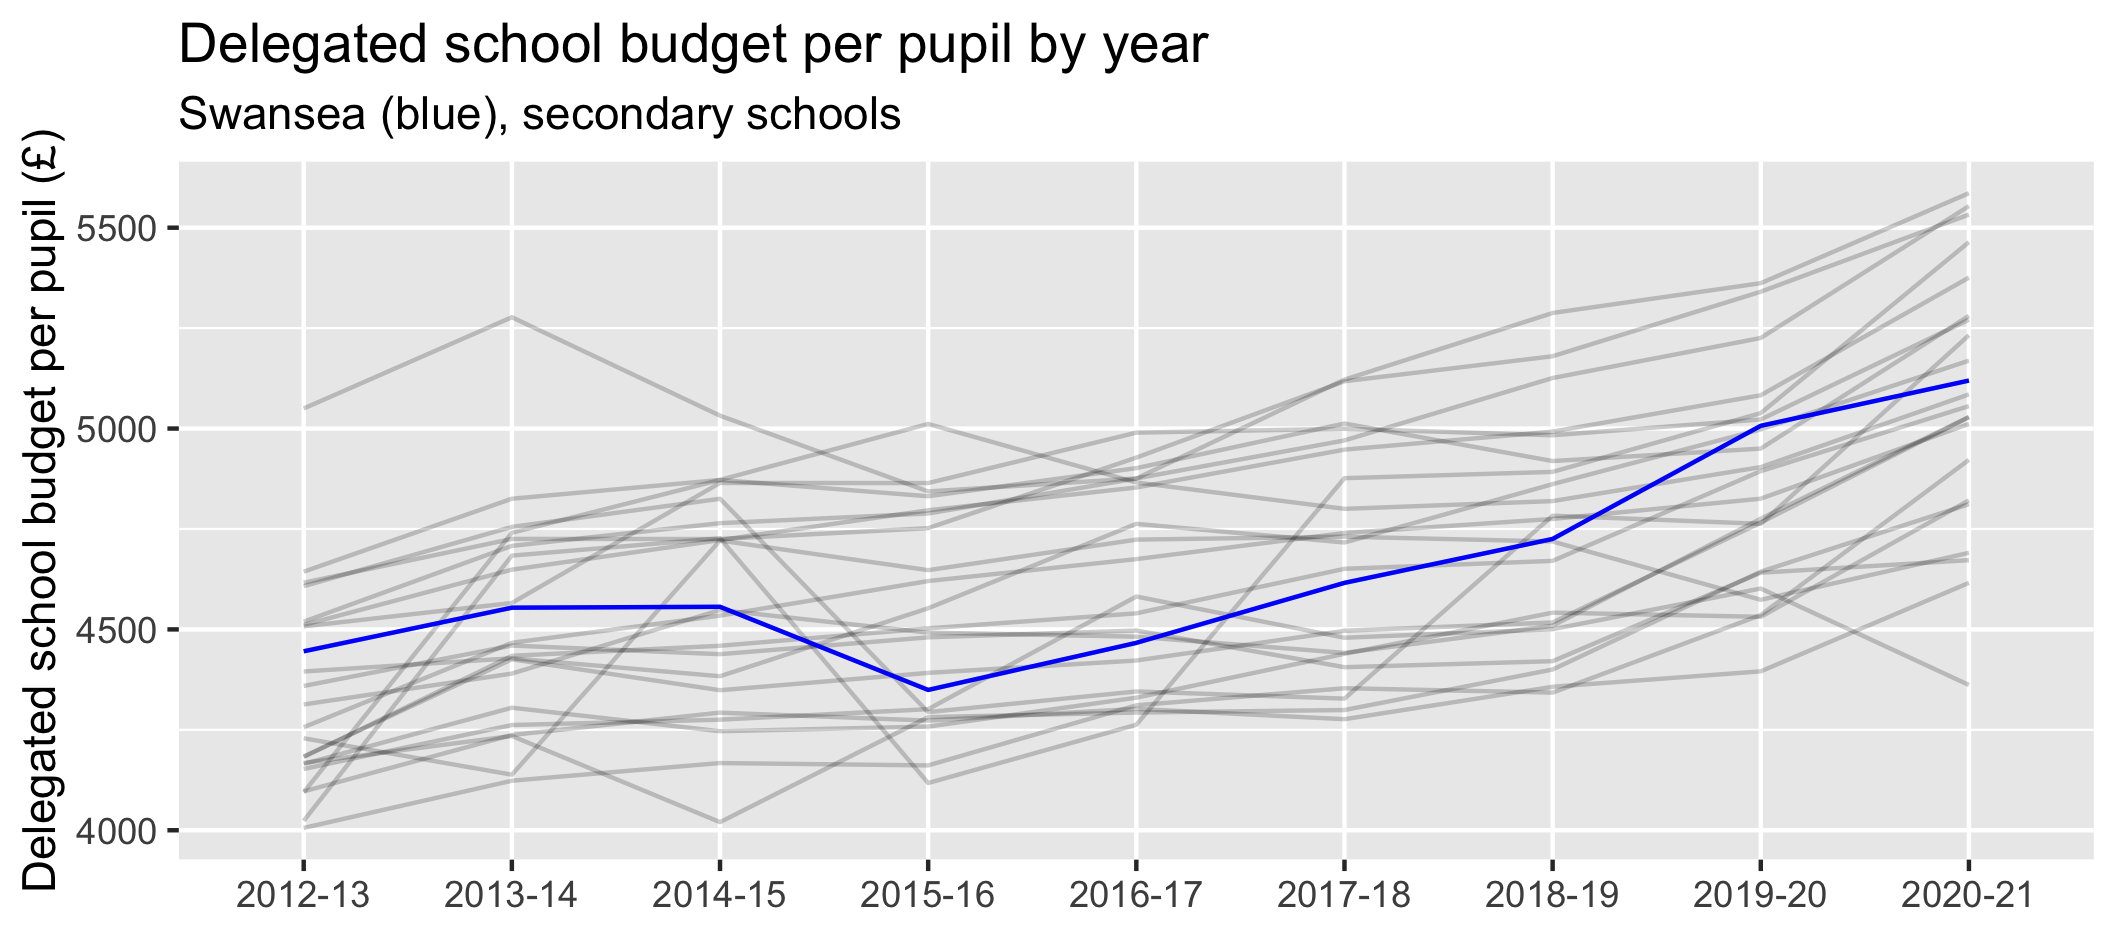 Delegated school budget per pupil by year
Swansea (blue), secondary schools
Delegated school budget per pupil (£)
5500
5000
4500
4000
2012-13 2013-14 2014-15 2015-16 2016-17 2017-18 2018-19 2019-20 2020-21